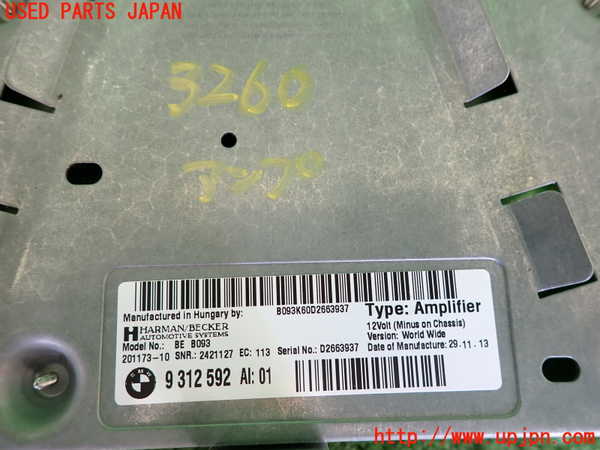 USED PARTS JAPAN
3260
アンプ
Manufactured in Hungary by:
B093K60D2663937
Type: Amplifier
HARMAN/BECKER
AUTOMOTIVE SYSTEMS
12Volt (Minus on Chassis)
Version: World Wide
Model No.: BE B093
201173-10 SNR.: 2421127 EC: 113 Serial No.: D2663937 Date of Manufacture: 29.11.13
9 312 592 AI: 01
http://www.upjpn.com/